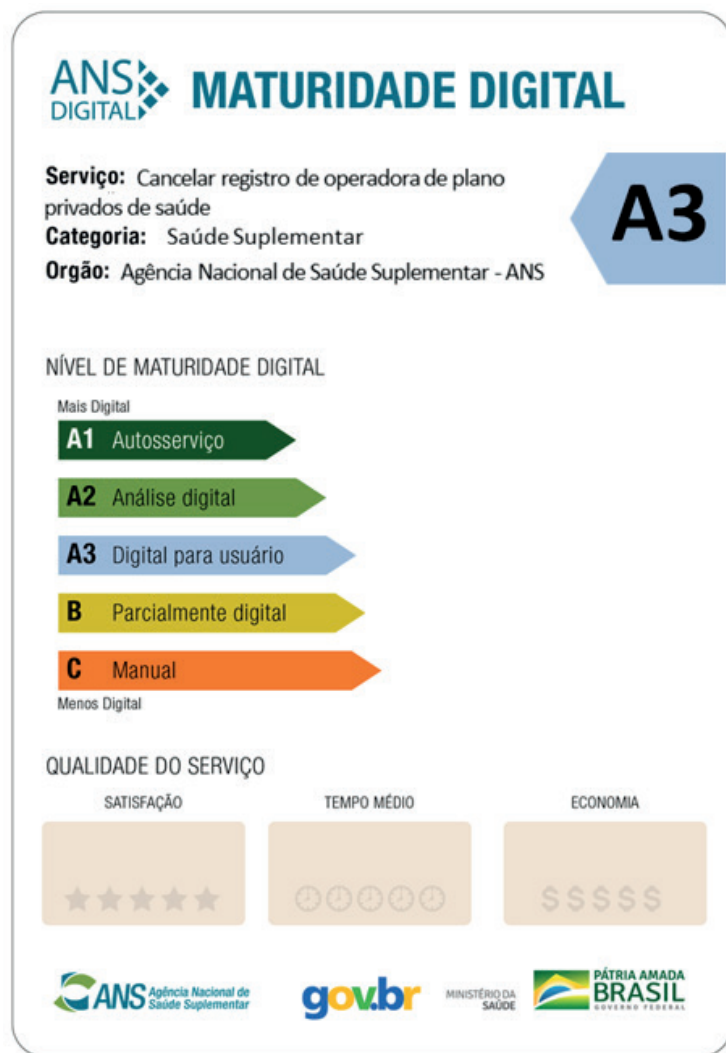 ANS
DIGITAL
MATURIDADE DIGITAL
Serviço: Cancelar registro de operadora de plano
privados de saúde
Categoria: Saúde Suplementar
Orgão: Agência Nacional de Saúde Suplementar - ANS
A3
NÍVEL DE MATURIDADE DIGITAL
Mais Digital
A1 Autosserviço
A2 Análise digital
A3 Digital para usuário
B Parcialmente digital
C Manual
Menos Digital
QUALIDADE DO SERVIÇO
SATISFAÇÃO
TEMPO MÉDIO
ECONOMIA
$$$$$
ANS Agência Nacional de
Saúde Suplementar
gov.br
MINISTÉRIO DA
SAÚDE
PÁTRIA AMADA
BRASIL
GOVERNO FEDERAL